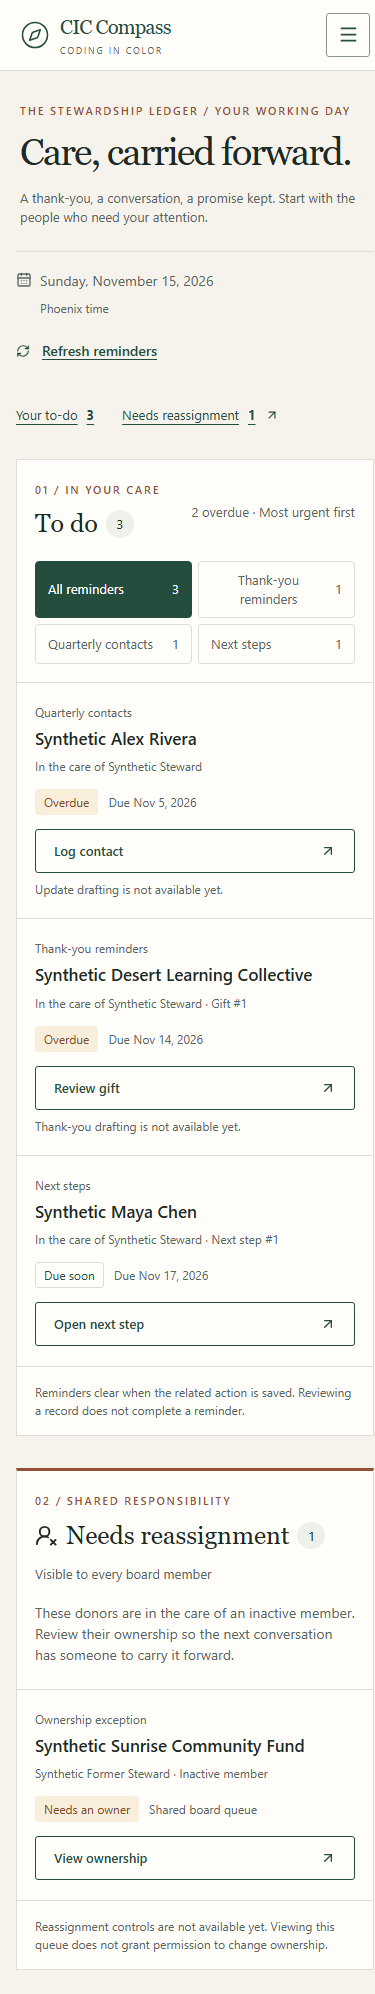 CIC Compass
CODING IN COLOR
THE STEWARDSHIP LEDGER / YOUR WORKING DAY
Care, carried forward.
A thank-you, a conversation, a promise kept. Start with the
people who need your attention.
Sunday, November 15, 2026
Phoenix time
Refresh reminders
Your to-do 3 Needs reassignment 1
01 / IN YOUR CARE
To do 3
2 overdue · Most urgent first
All reminders 3
Thank-you
reminders 1
Quarterly contacts 1
Next steps 1
Quarterly contacts
Synthetic Alex Rivera
In the care of Synthetic Steward
Overdue Due Nov 5, 2026
Log contact
Update drafting is not available yet.
Thank-you reminders
Synthetic Desert Learning Collective
In the care of Synthetic Steward · Gift #1
Overdue Due Nov 14, 2026
Review gift
Thank-you drafting is not available yet.
Next steps
Synthetic Maya Chen
In the care of Synthetic Steward · Next step #1
Due soon Due Nov 17, 2026
Open next step
Reminders clear when the related action is saved. Reviewing
a record does not complete a reminder.
02 / SHARED RESPONSIBILITY
Needs reassignment 1
Visible to every board member
These donors are in the care of an inactive member.
Review their ownership so the next conversation
has someone to carry it forward.
Ownership exception
Synthetic Sunrise Community Fund
Synthetic Former Steward · Inactive member
Needs an owner Shared board queue
View ownership
Reassignment controls are not available yet. Viewing this
queue does not grant permission to change ownership.